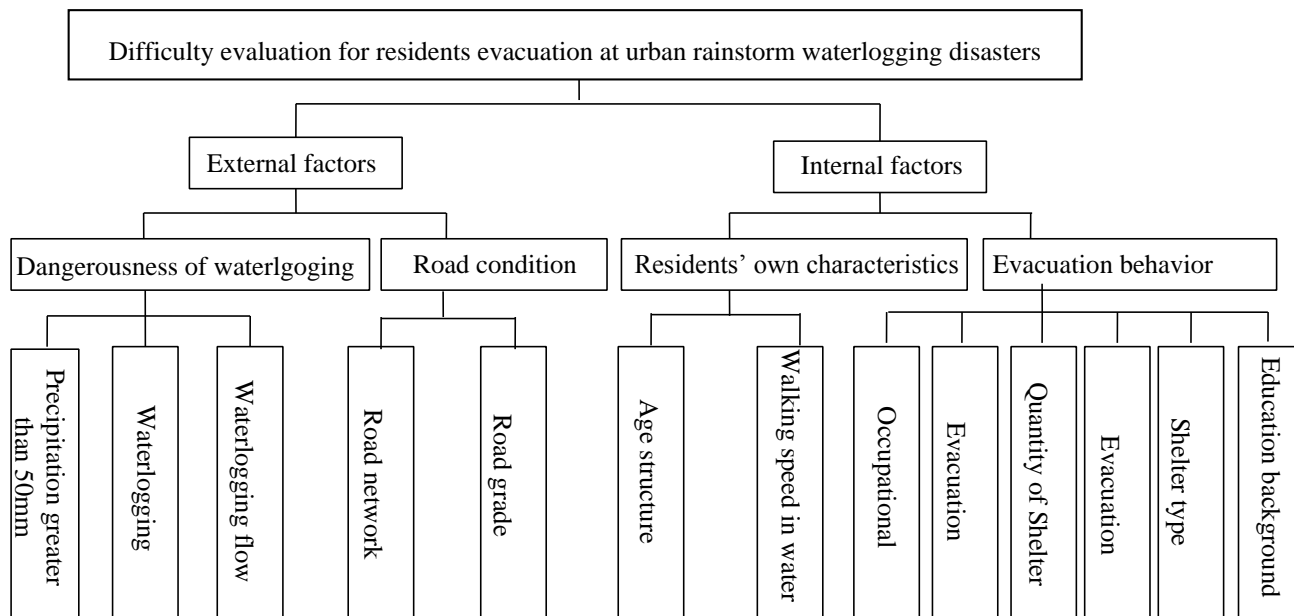 Difficulty evaluation for residents evacuation at urban rainstorm waterlogging disasters
External factors
Internal factors
Dangerousness of waterlgoging
Road condition
Residents’ own characteristics
Evacuation behavior
Precipitation greater
than 50mm
Waterlogging
Waterlogging flow
Road network
Road grade
Age structure
Walking speed in water
Occupational
Evacuation
Quantity of Shelter
Evacuation
Shelter type
Education background